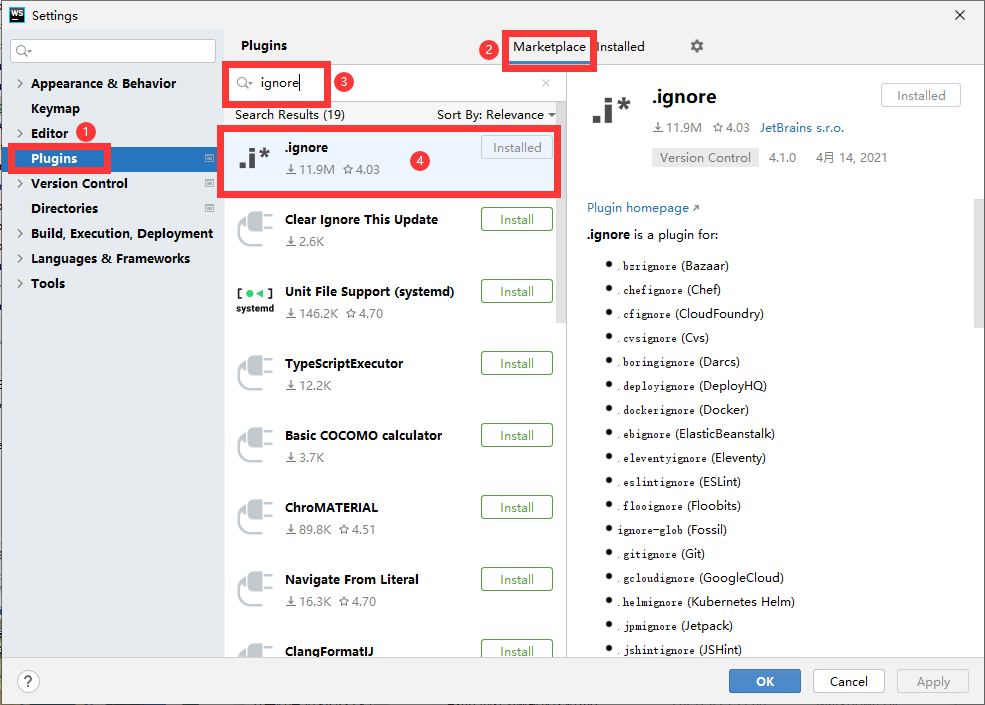 WS Settings
Appearance & Behavior
Keymap
Editor 1
Plugins
Version Control
Directories
Build, Execution, Deployment
Languages & Frameworks
Tools
Plugins
2 Marketplace Installed
ignore 3
Search Results (19) Sort By: Relevance
.i*
.ignore Installed
11.9M 4.03 4
Clear Ignore This Update Install
2.6K
Unit File Support (systemd) Install
systemd 146.2K 4.70
TypeScriptExecutor Install
12.2K
Basic COCOMO calculator Install
3.7K
ChroMATERIAL Install
89.8K 4.51
Navigate From Literal Install
16.3K 4.70
ClangFormatIJ Install
.i*
.ignore Installed
11.9M 4.03 JetBrains s.r.o.
Version Control 4.1.0 4月 14, 2021
Plugin homepage ↗
.ignore is a plugin for:
• .bzrignore (Bazaar)
• .chefignore (Chef)
• .cfignore (CloudFoundry)
• .cvsignore (Cvs)
• .boringignore (Darcs)
• .deployignore (DeployHQ)
• .dockerignore (Docker)
• .ebignore (ElasticBeanstalk)
• .eleventyignore (Eleventy)
• .eslintignore (ESLint)
• .flooignore (Floobits)
• ignore-glob (Fossil)
• .gitignore (Git)
• .gcloudignore (GoogleCloud)
• .helmignore (Kubernetes Helm)
• .jpmignore (Jetpack)
• .jshintignore (JSHint)
? OK Cancel Apply